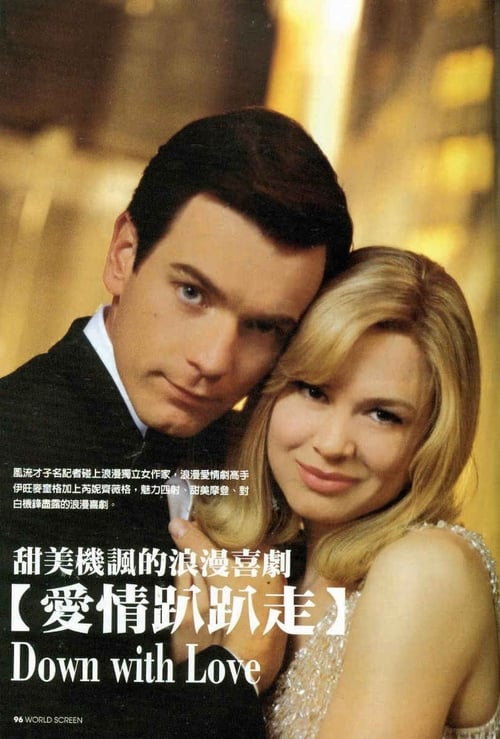 風流才子名記者碰上浪漫獨立女作家，浪漫愛情劇高手
伊旺麥奎格加上芮妮齊薇格，魅力四射、甜美摩登、對
白機鋒盡露的浪漫喜劇。
甜美機諷的浪漫喜劇
【愛情趴趴走】
Down with Love
96 WORLD SCREEN